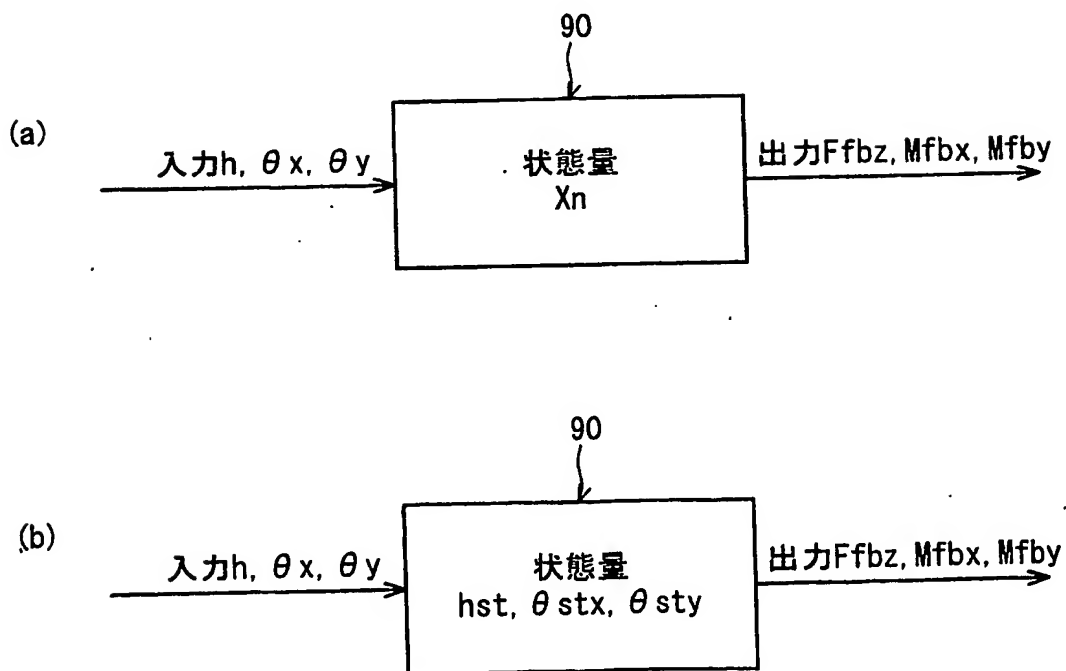 90
(a)
入力h, θx, θy
状態量
Xn
出力Ffbz, Mfbx, Mfby
90
(b)
入力h, θx, θy
状態量
hst, θstx, θsty
出力Ffbz, Mfbx, Mfby